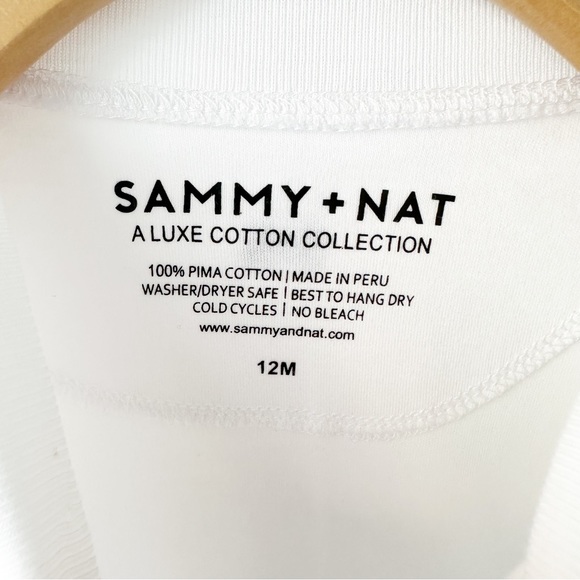 SAMMY + NAT
A LUXE COTTON COLLECTION
100% PIMA COTTON | MADE IN PERU
WASHER/DRYER SAFE | BEST TO HANG DRY
COLD CYCLES | NO BLEACH
www.sammyandnat.com
12M